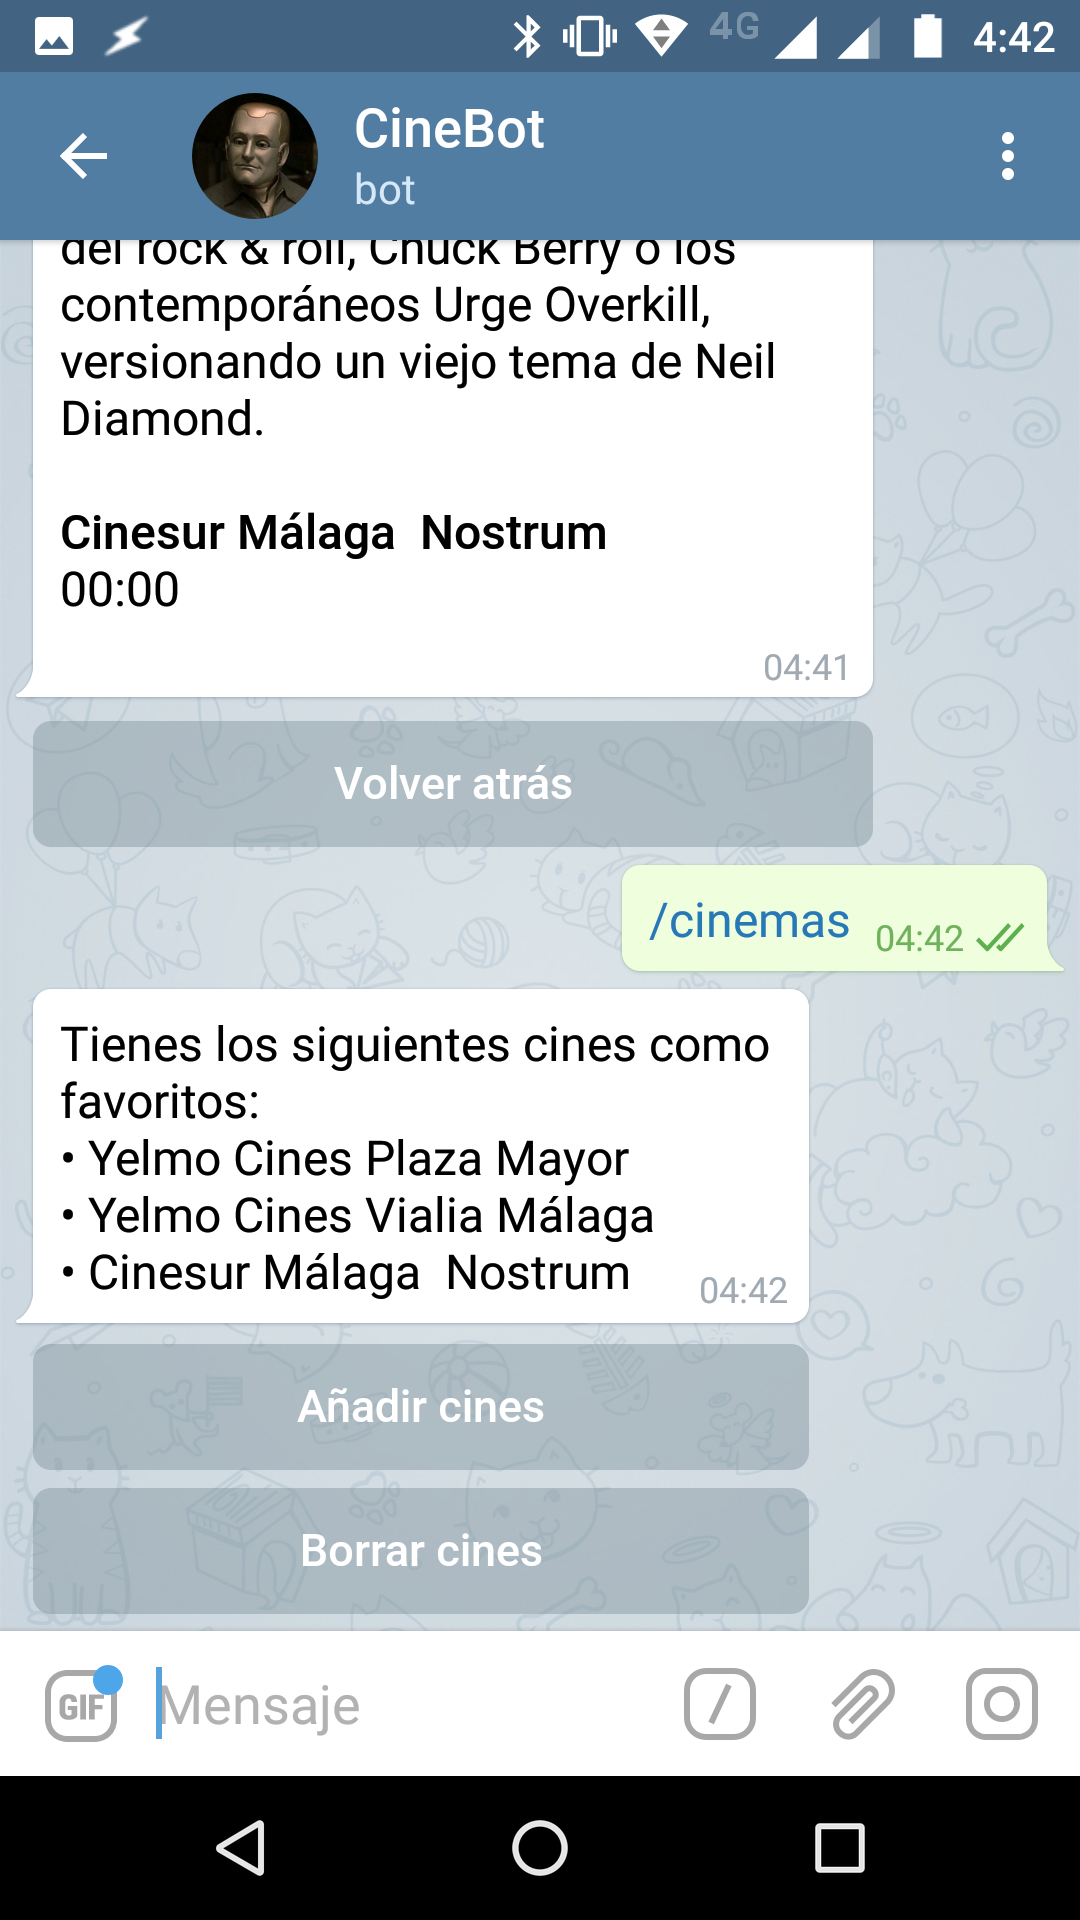 4G 4:42
CineBot
bot
del rock & roll, Chuck Berry o los
contemporáneos Urge Overkill,
versionando un viejo tema de Neil
Diamond.
Cinesur Málaga  Nostrum
00:00
04:41
Volver atrás
/cinemas 04:42
Tienes los siguientes cines como
favoritos:
• Yelmo Cines Plaza Mayor
• Yelmo Cines Vialia Málaga
• Cinesur Málaga  Nostrum 04:42
Añadir cines
Borrar cines
GIF Mensaje